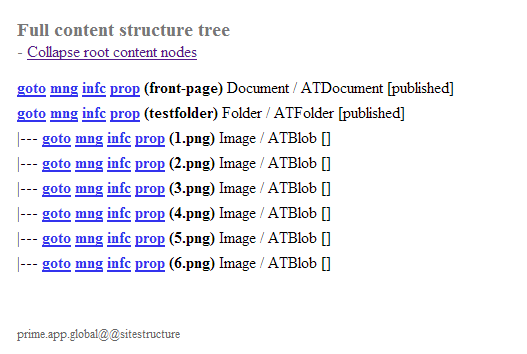 Full content structure tree
- Collapse root content nodes
goto mng infc prop (front-page) Document / ATDocument [published]
goto mng infc prop (testfolder) Folder / ATFolder [published]
|--- goto mng infc prop (1.png) Image / ATBlob []
|--- goto mng infc prop (2.png) Image / ATBlob []
|--- goto mng infc prop (3.png) Image / ATBlob []
|--- goto mng infc prop (4.png) Image / ATBlob []
|--- goto mng infc prop (5.png) Image / ATBlob []
|--- goto mng infc prop (6.png) Image / ATBlob []
prime.app.global@@sitestructure